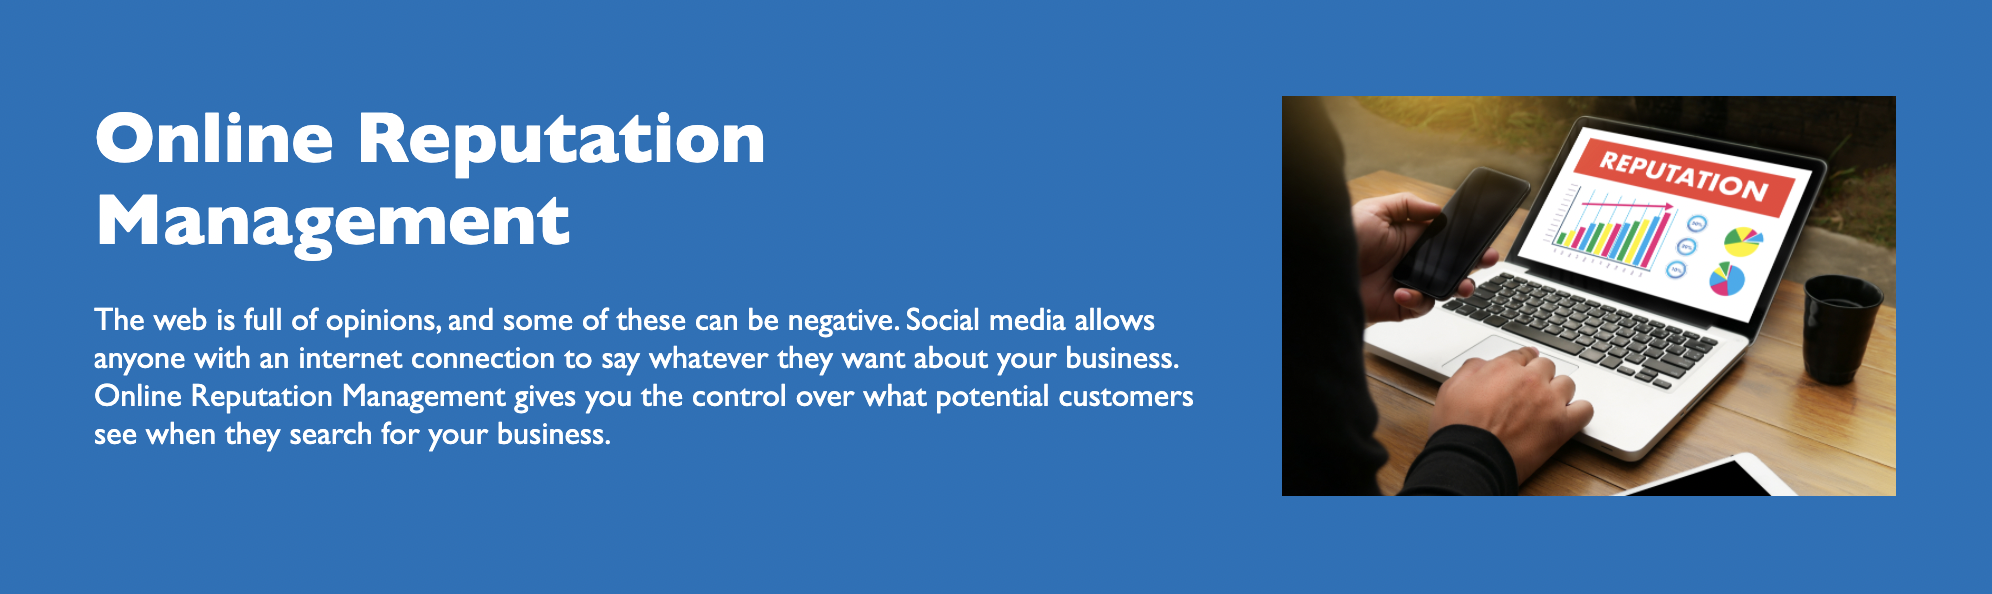 Online Reputation
Management
The web is full of opinions, and some of these can be negative. Social media allows
anyone with an internet connection to say whatever they want about your business.
Online Reputation Management gives you the control over what potential customers
see when they search for your business.
REPUTATION